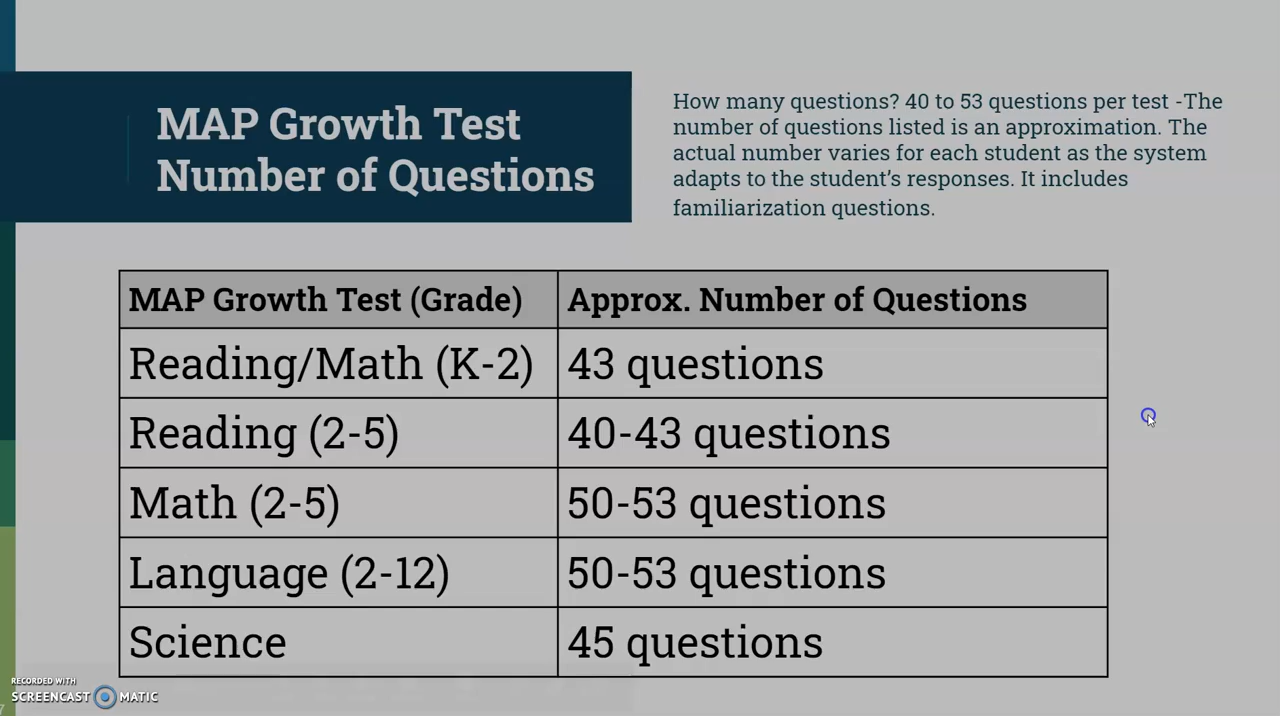 MAP Growth Test
Number of Questions
How many questions? 40 to 53 questions per test -The
number of questions listed is an approximation. The
actual number varies for each student as the system
adapts to the student’s responses. It includes
familiarization questions.
MAP Growth Test (Grade) Approx. Number of Questions
Reading/Math (K-2) 43 questions
Reading (2-5) 40-43 questions
Math (2-5) 50-53 questions
Language (2-12) 50-53 questions
Science 45 questions
RECORDED WITH
SCREENCAST MATIC
7